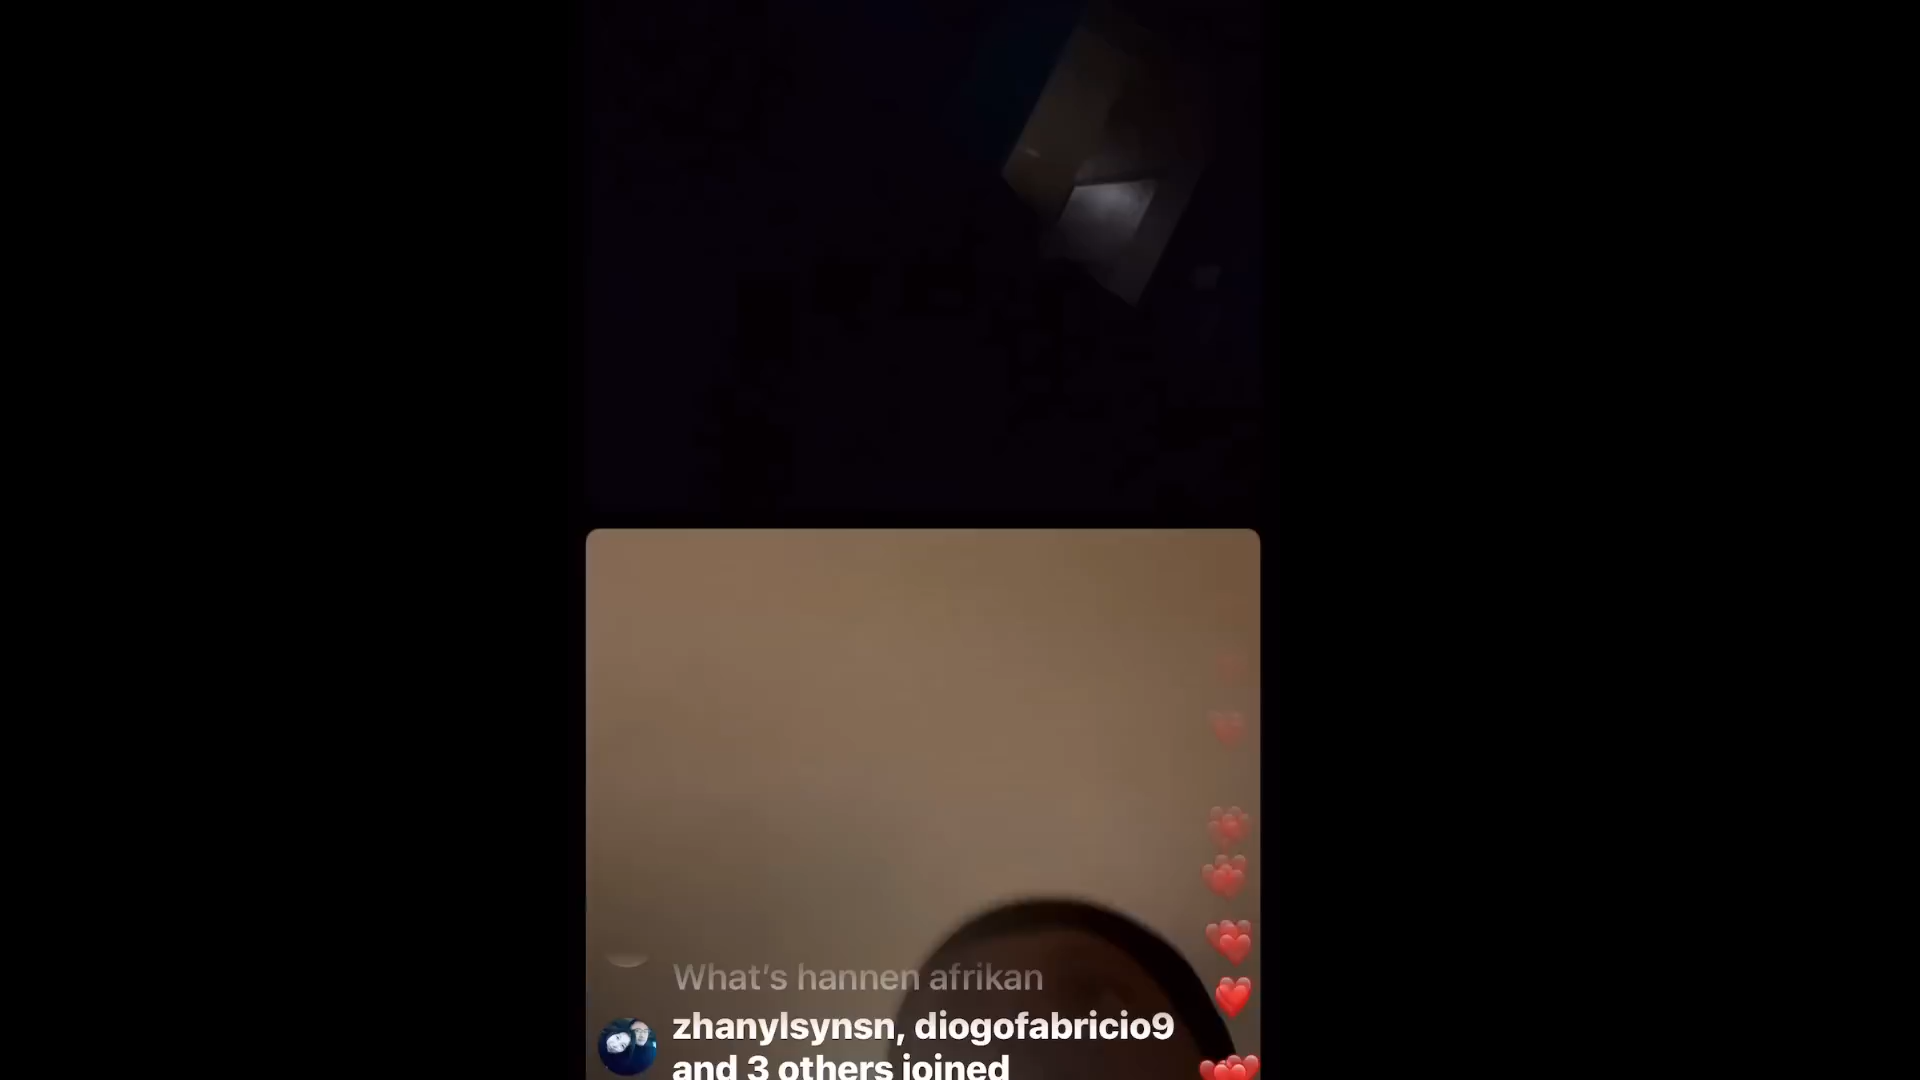 What's hannen afrikan
zhanylsynsn, diogofabricio9
and 3 others joined